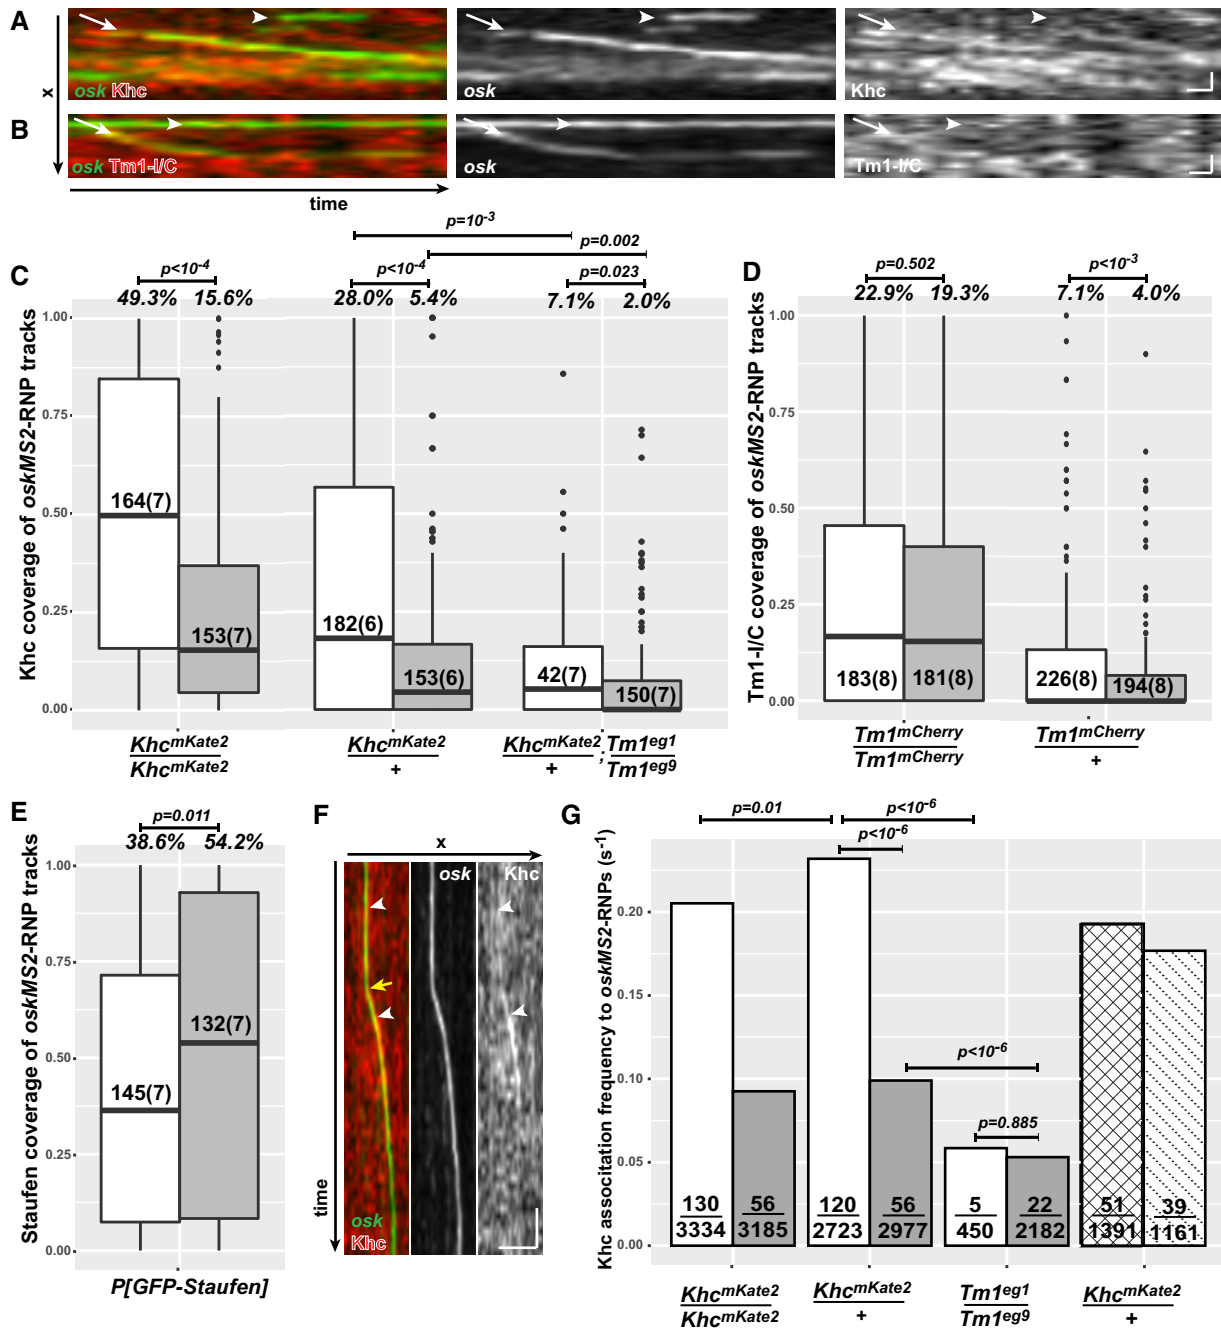 A
osk Khc
osk
Khc
x
B
osk Tm1-I/C
osk
Tm1-I/C
time
C
p=10-3
p=0.002
p<10-4
p<10-4
p=0.023
49.3% 15.6%
28.0% 5.4%
7.1% 2.0%
Khc coverage of oskMS2-RNP tracks
1.00
0.75
0.50
0.25
0.00
164(7)
153(7)
182(6)
153(6)
42(7)
150(7)
KhcmKate2
KhcmKate2
KhcmKate2
+
KhcmKate2 ; Tm1eg1
+ Tm1eg9
D
p=0.502
p<10-3
22.9% 19.3%
7.1% 4.0%
Tm1-I/C coverage of oskMS2-RNP tracks
1.00
0.75
0.50
0.25
0.00
183(8)
181(8)
226(8)
194(8)
Tm1mCherry
Tm1mCherry
Tm1mCherry
+
E
p=0.011
38.6% 54.2%
Staufen coverage of oskMS2-RNP tracks
1.00
0.75
0.50
0.25
0.00
145(7)
132(7)
P[GFP-Staufen]
F
x
osk
Khc
time
osk
Khc
G
p=0.01
p<10-6
p<10-6
p<10-6
p=0.885
Khc associtation frequency to oskMS2-RNPs (s-1)
0.20
0.15
0.10
0.05
0.00
130
3334
56
3185
120
2723
56
2977
5
450
22
2182
51
1391
39
1161
KhcmKate2
KhcmKate2
KhcmKate2
+
Tm1eg1
Tm1eg9
KhcmKate2
+